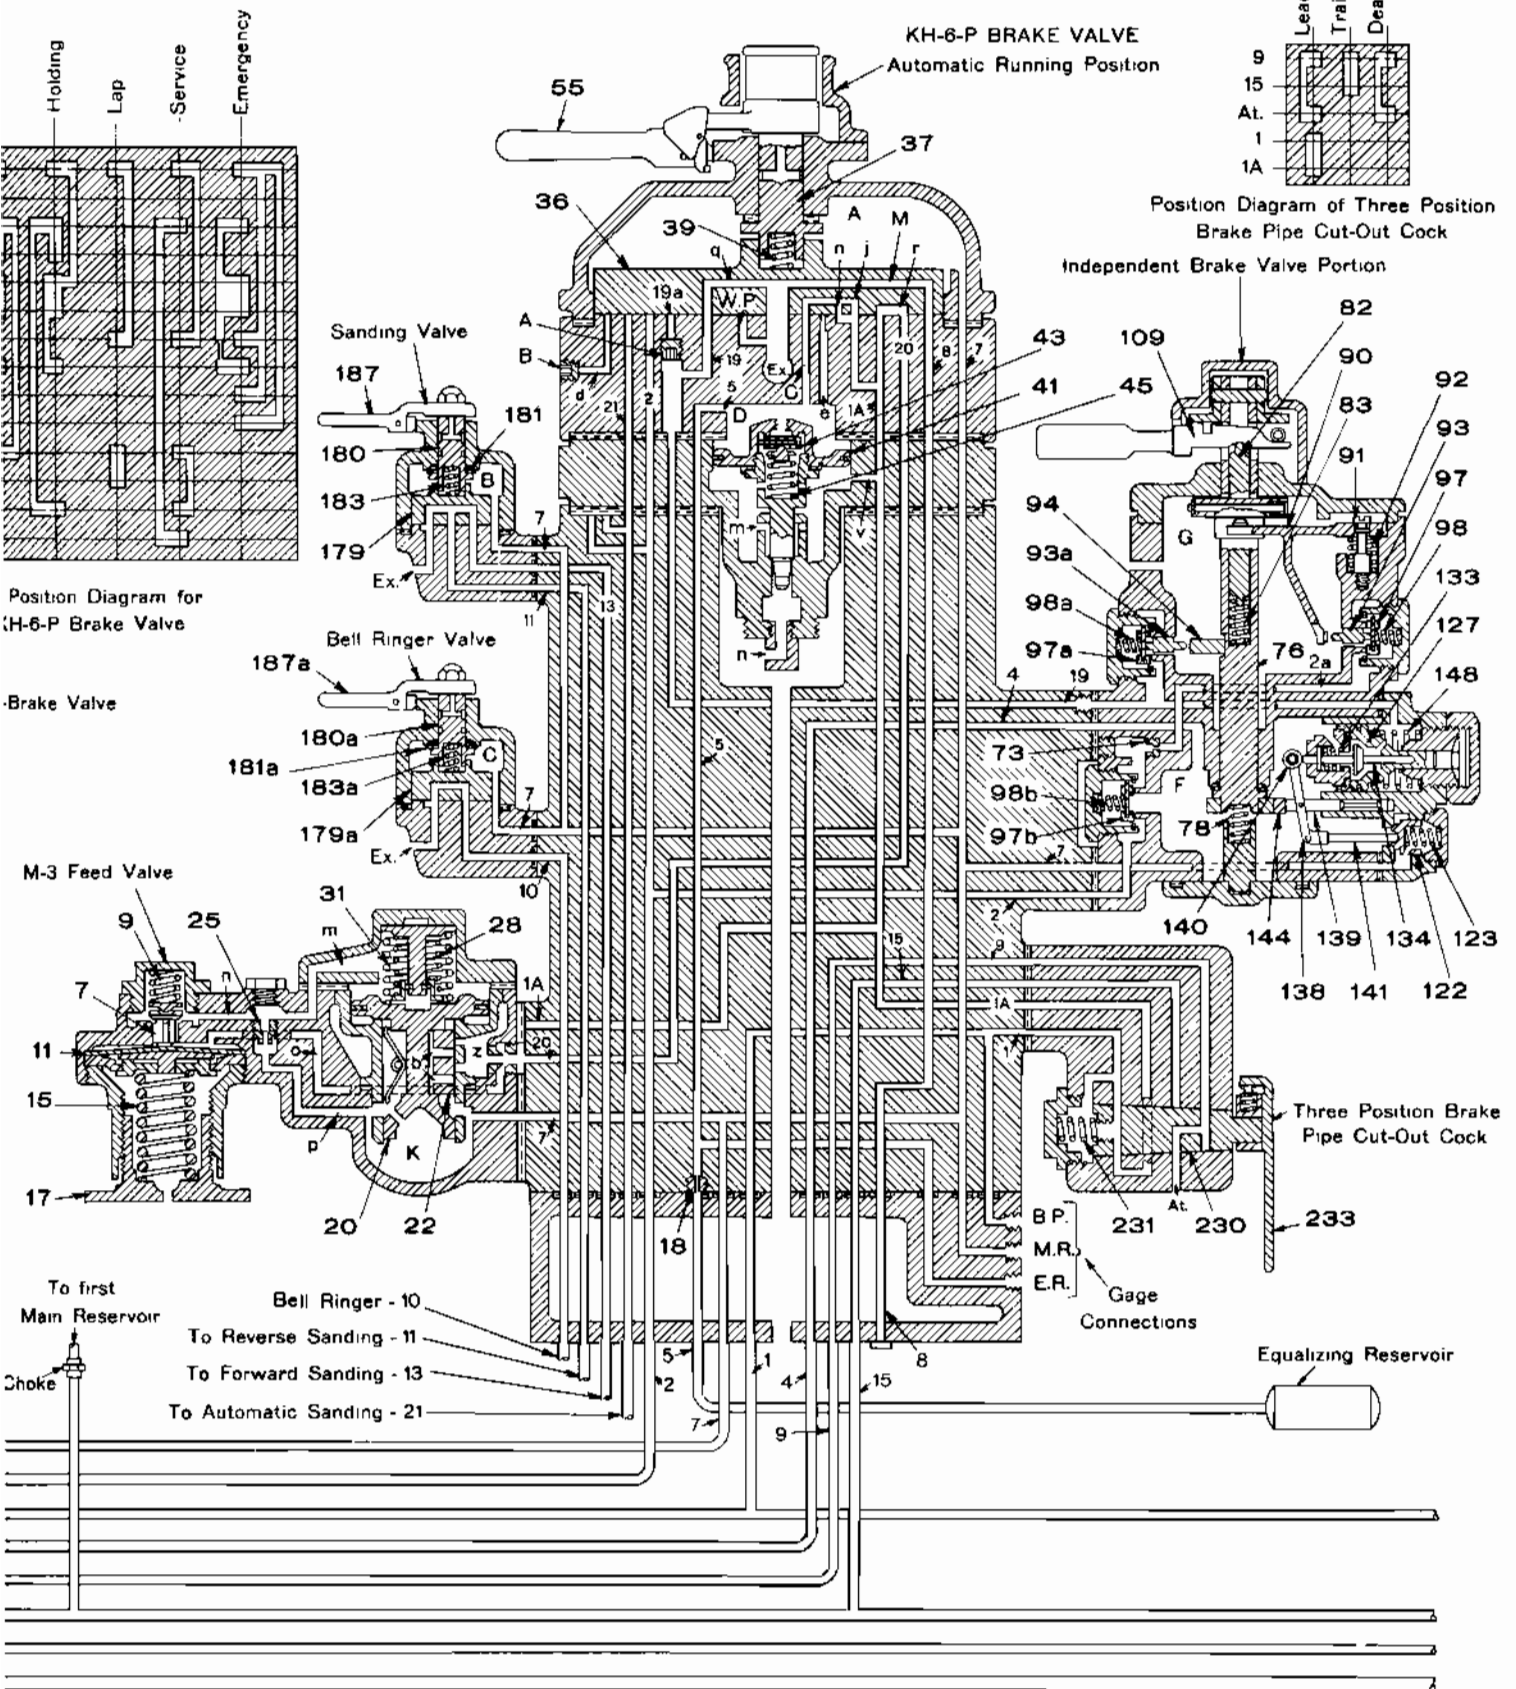 Holding
Lap
Service
Emergency
KH-6-P BRAKE VALVE
Automatic Running Position
55
37
36
39
A
M
q
n
j
r
19a
W.P
A
B
d
21
2
19
5
Ex.
C
e
1A
20
8
7
D
43
41
45
m
v
n
9
15
At.
1
1A
Position Diagram of Three Position
Brake Pipe Cut-Out Cock
Independent Brake Valve Portion
82
109
90
92
83
93
91
97
94
98
G
93a
133
98a
127
97a
76
2a
148
4
19
73
F
98b
97b
78
7
2
140
144
139
134
123
138
141
122
Sanding Valve
187
181
180
B
183
179
Ex.
7
11
13
Position Diagram for
KH-6-P Brake Valve
Brake Valve
Bell Ringer Valve
187a
180a
181a
C
183a
179a
Ex.
7
10
5
M-3 Feed Valve
9
25
31
m
28
7
n
11
o
b
z
20
1A
15
p
K
7
17
20
22
18
15
9
1A
1
Three Position Brake
Pipe Cut-Out Cock
At.
231
230
233
B.P.
M.R.
E.R.
Gage
Connections
To first
Main Reservoir
Choke
Bell Ringer - 10
To Reverse Sanding - 11
To Forward Sanding - 13
To Automatic Sanding - 21
2
5
7
1
4
9
15
8
Equalizing Reservoir